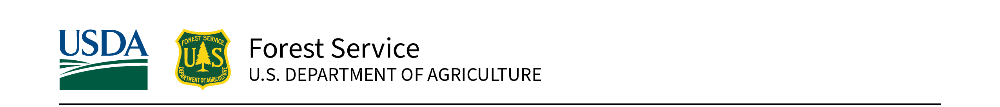 USDA
FOREST SERVICE
U S
DEPARTMENT OF AGRICULTURE
Forest Service
U.S. DEPARTMENT OF AGRICULTURE